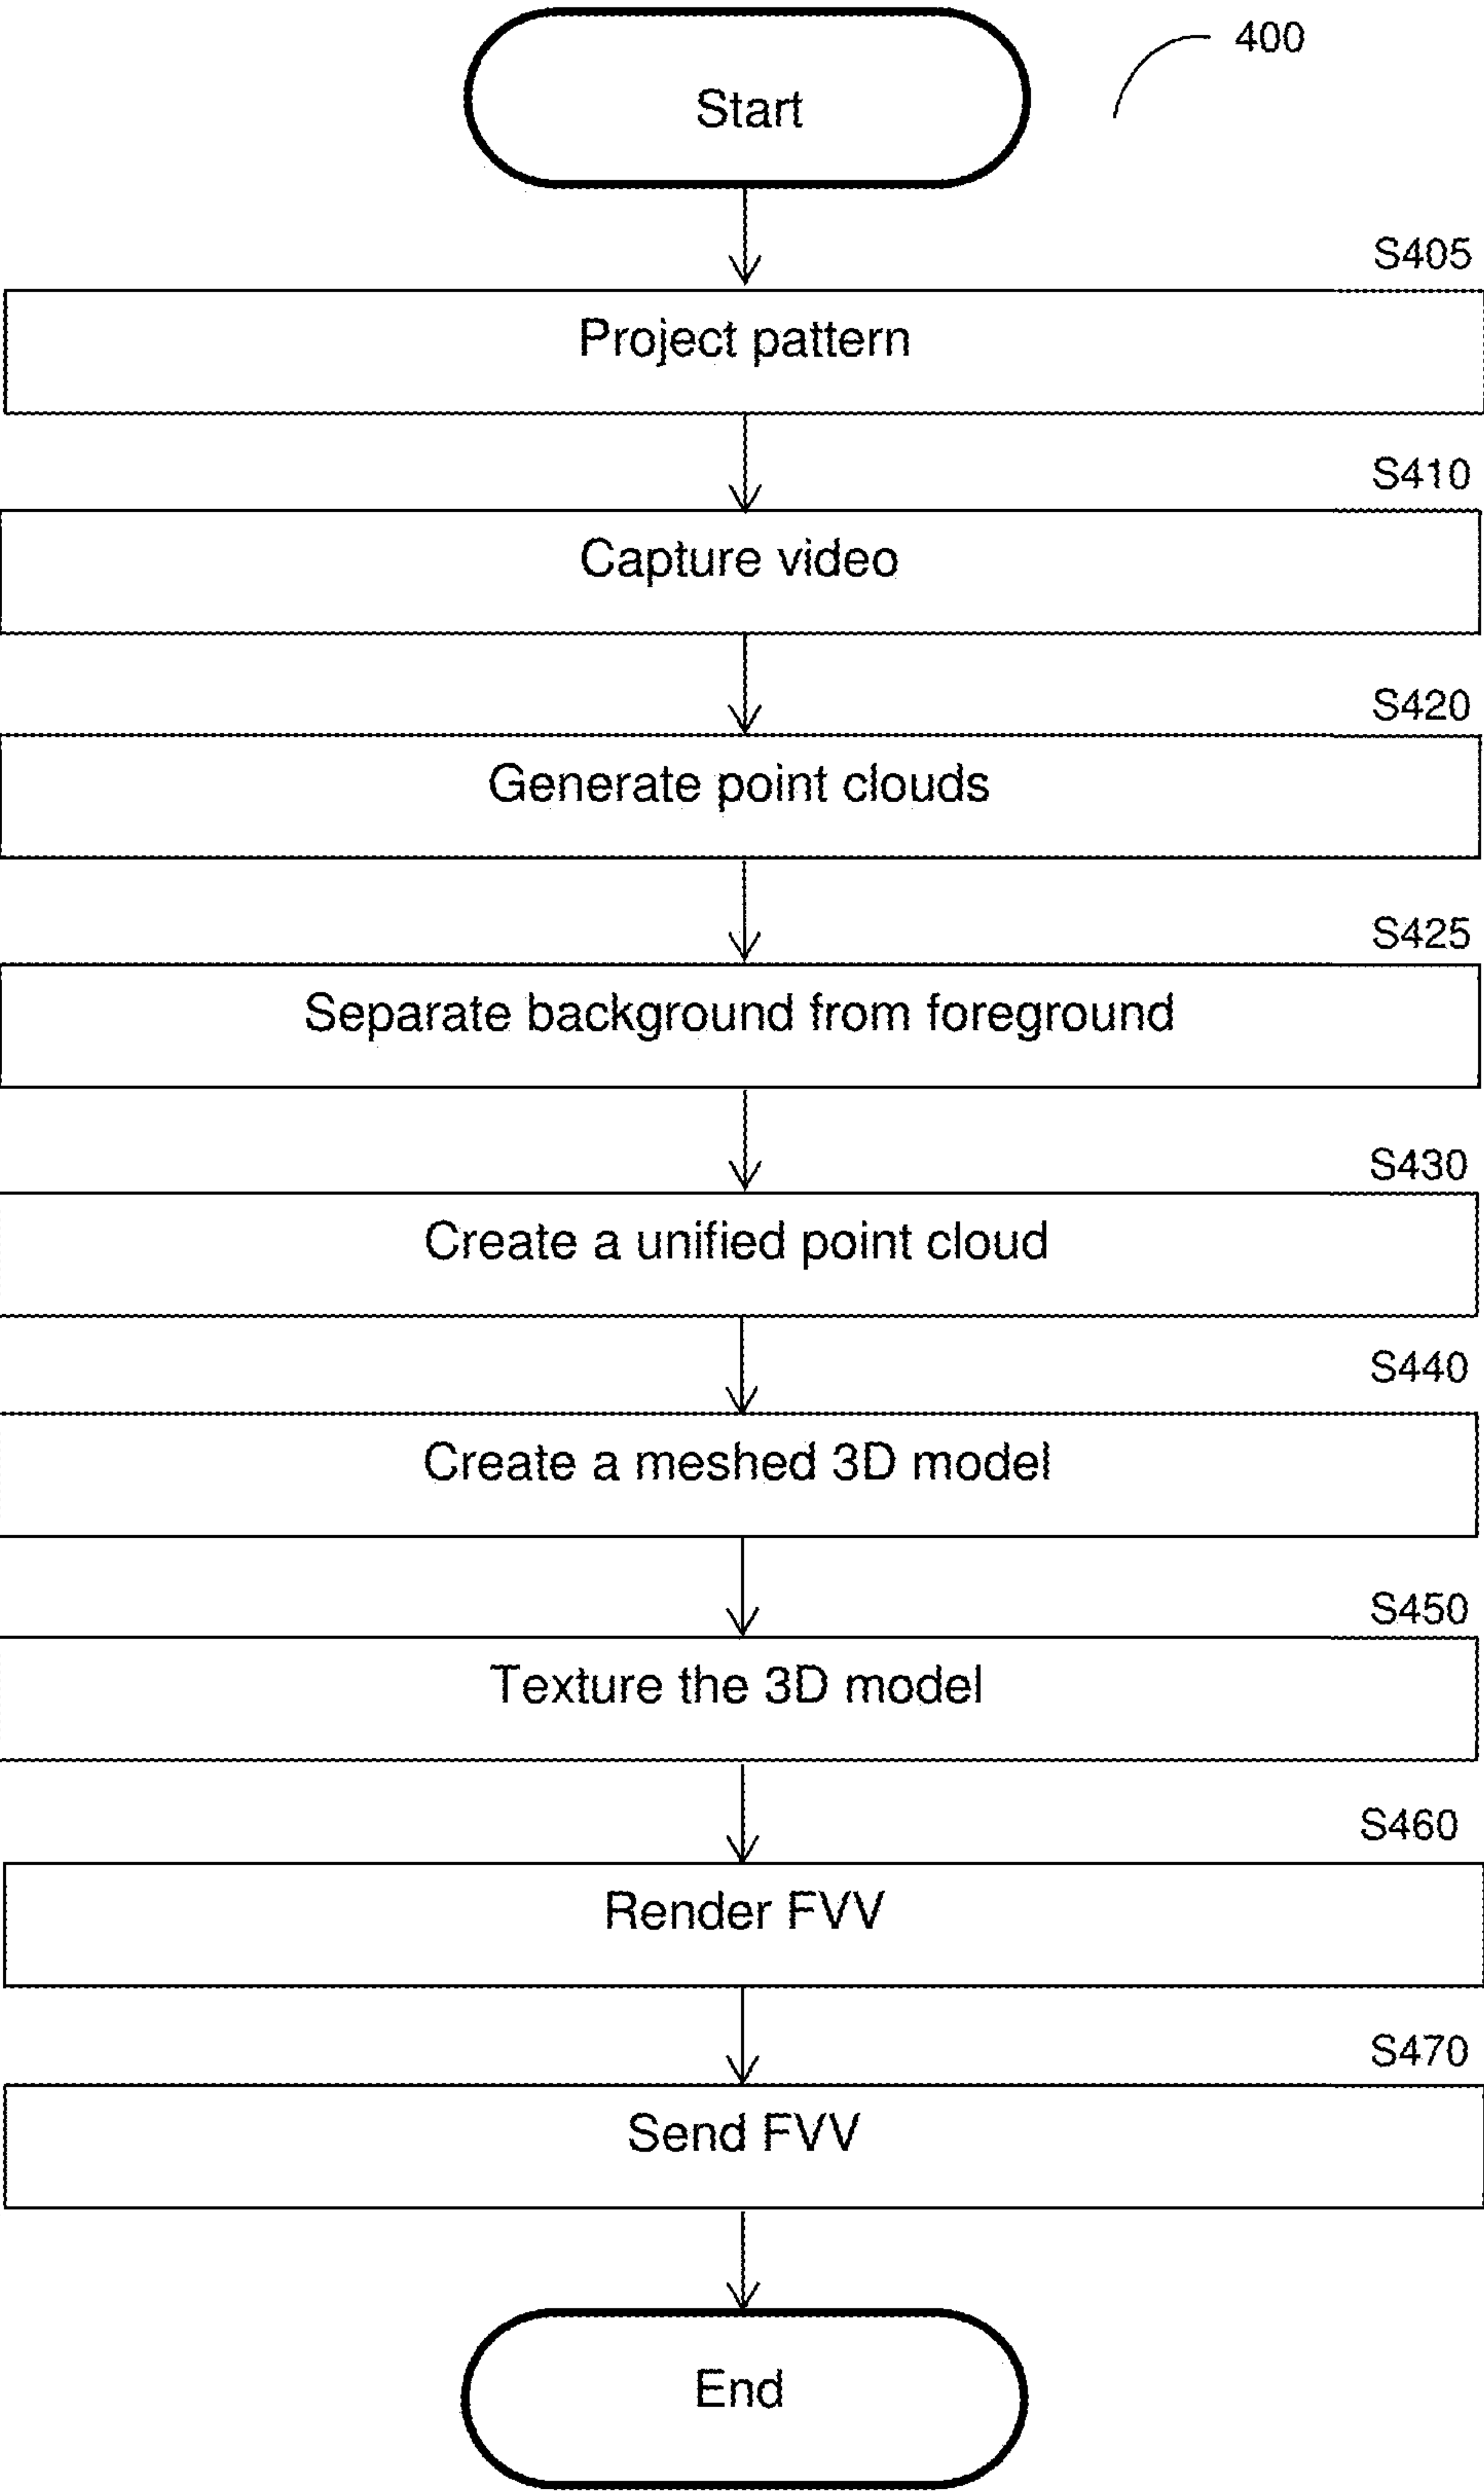 Start
400
S405
Project pattern
S410
Capture video
S420
Generate point clouds
S425
Separate background from foreground
S430
Create a unified point cloud
S440
Create a meshed 3D model
S450
Texture the 3D model
S460
Render FVV
S470
Send FVV
End